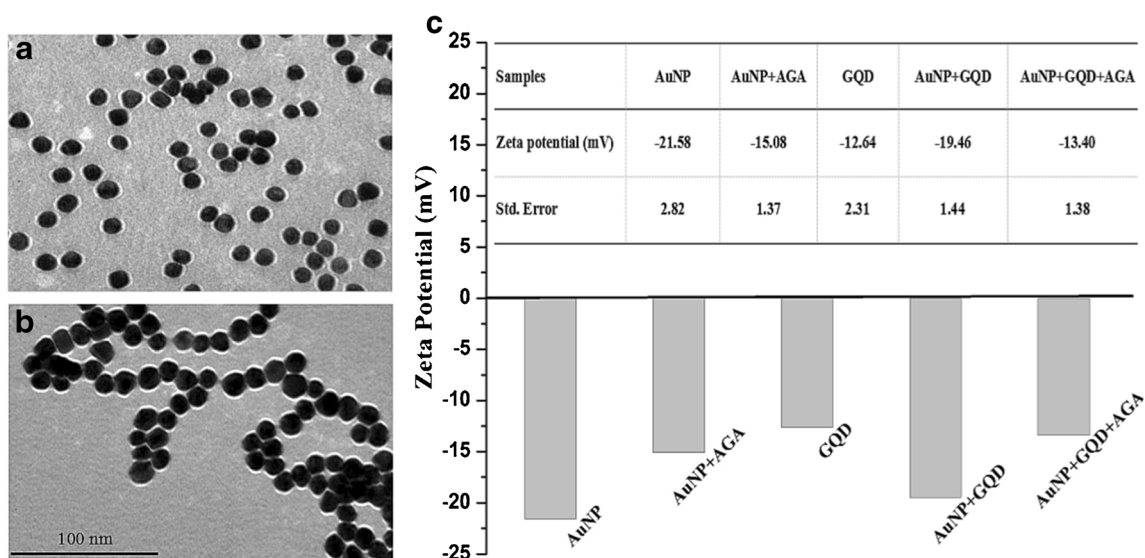 a
b
100 nm
c
Zeta Potential (mV)
25
20
15
10
5
0
-5
-10
-15
-20
-25
Samples AuNP AuNP+AGA GQD AuNP+GQD AuNP+GQD+AGA
Zeta potential (mV) -21.58 -15.08 -12.64 -19.46 -13.40
Std. Error 2.82 1.37 2.31 1.44 1.38
AuNP
AuNP+AGA
GQD
AuNP+GQD
AuNP+GQD+AGA